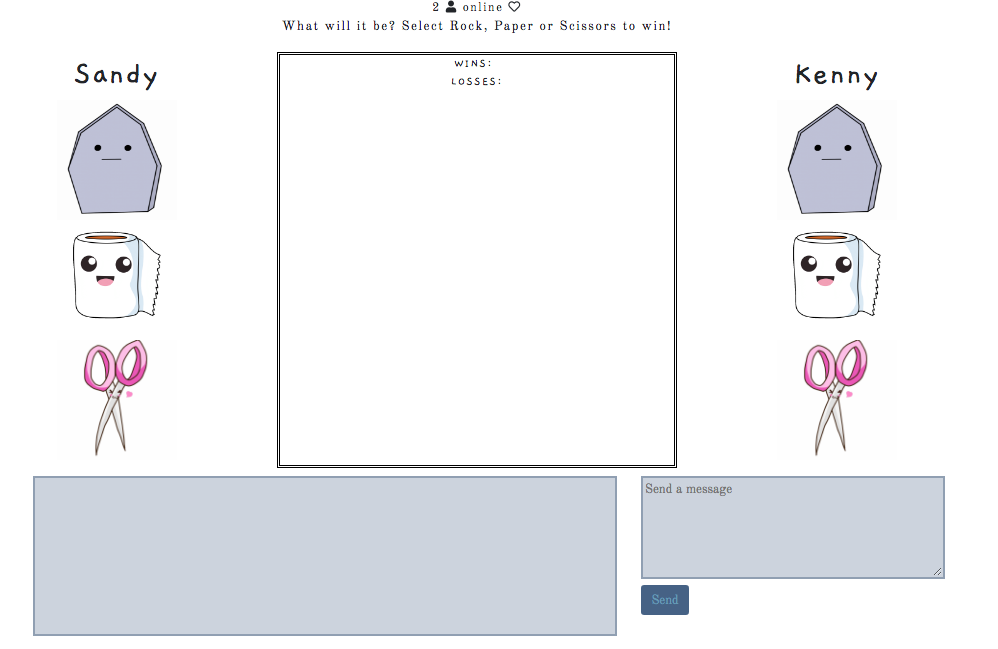 2 online
What will it be? Select Rock, Paper or Scissors to win!
WINS:
LOSSES:
Sandy
Kenny
Send a message
Send